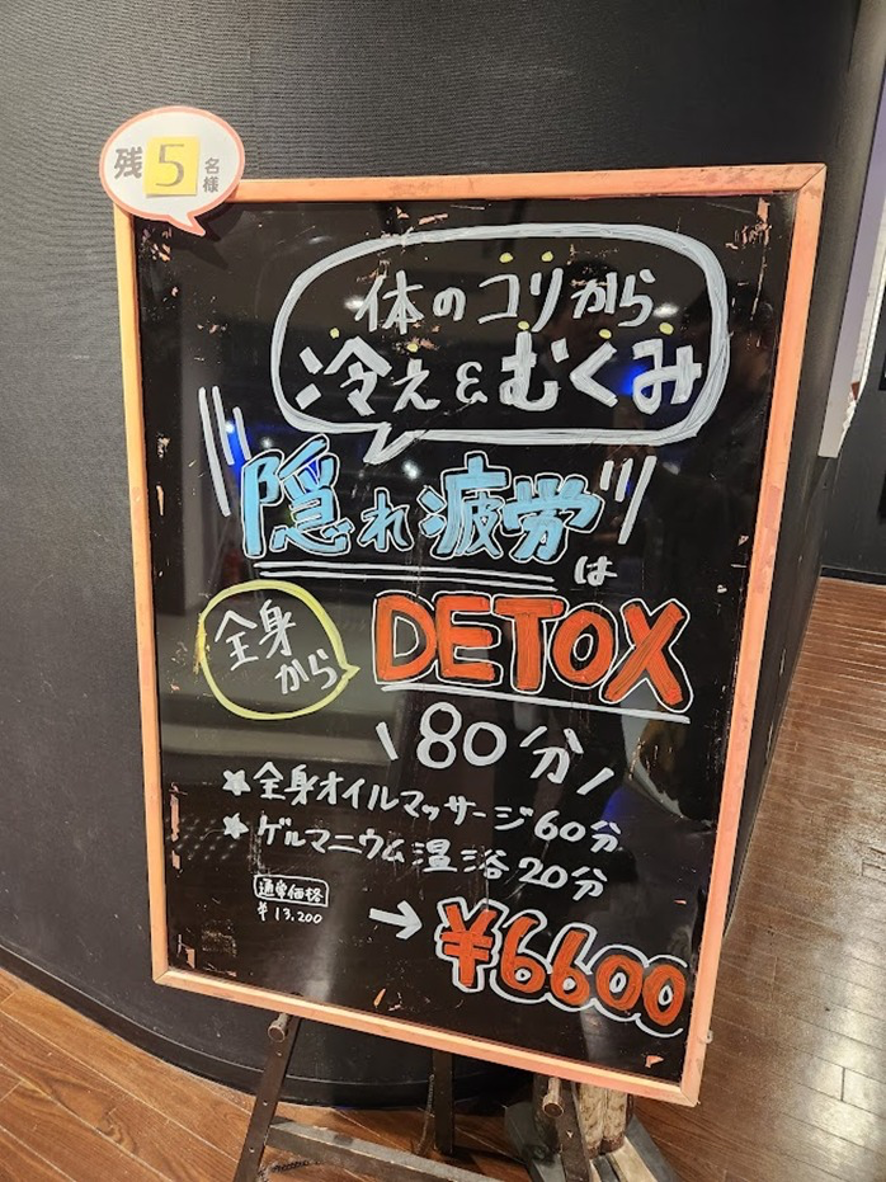 残5名様
体のコリから
冷え&むくみ
隠れ疲労は
全身から
DETOX
80分
★全身オイルマッサージ60分
★ゲルマニウム温浴20分
通常価格
¥13,200
→¥6600